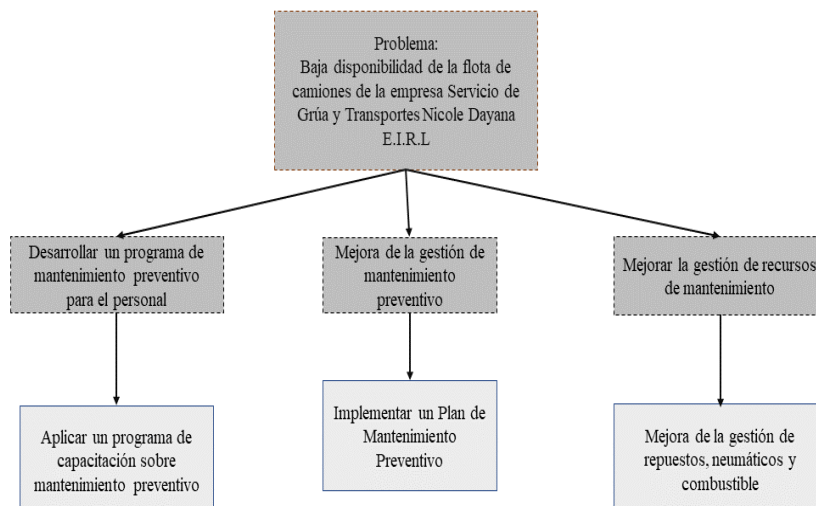 Problema:
Baja disponibilidad de la flota de
camiones de la empresa Servicio de
Grúa y Transportes Nicole Dayana
E.I.R.L
Desarrollar un programa de
mantenimiento preventivo
para el personal
Mejora de la gestión de
mantenimiento
preventivo
Mejorar la gestión de recursos
de mantenimiento
Aplicar un programa de
capacitación sobre
mantenimiento preventivo
Implementar un Plan de
Mantenimiento
Preventivo
Mejora de la gestión de
repuestos, neumáticos y
combustible